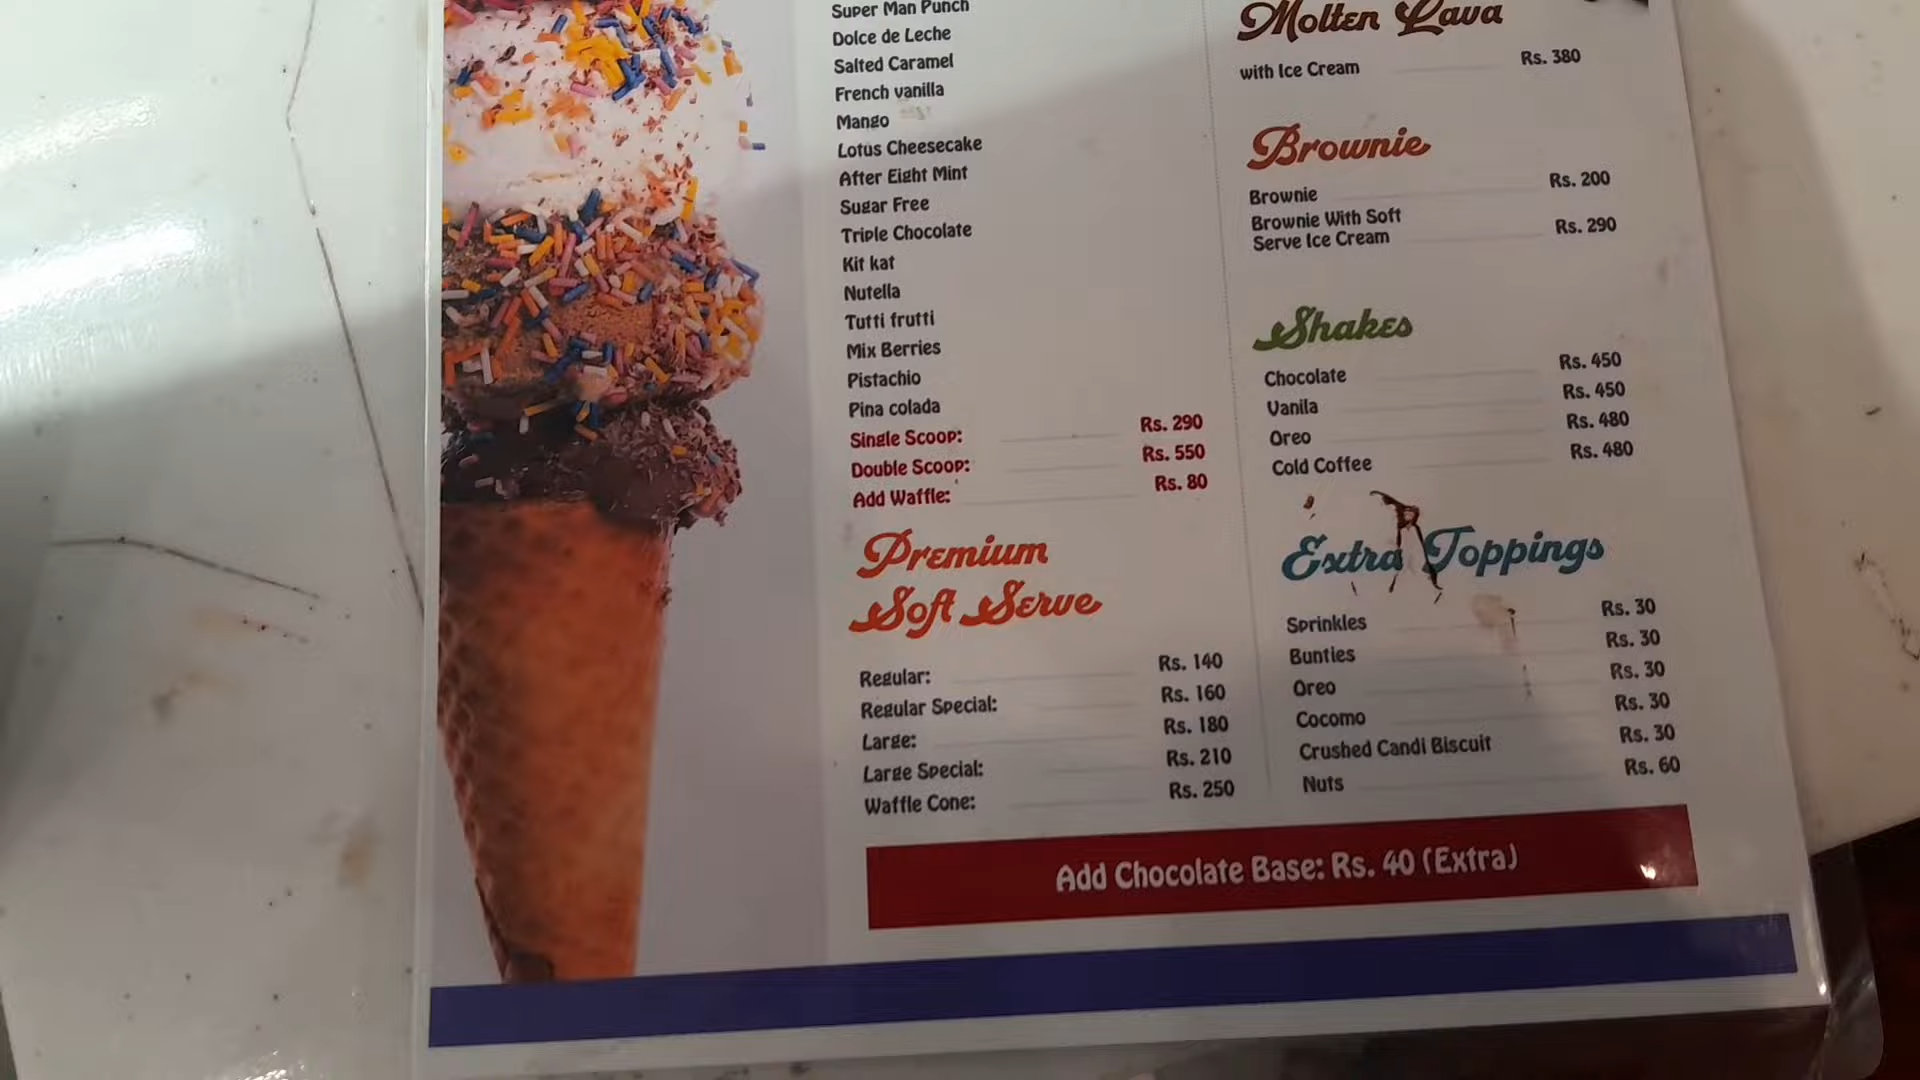 Super Man Punch
Dolce de Leche
Salted Caramel
French vanilla
Mango
Lotus Cheesecake
After Eight Mint
Sugar Free
Triple Chocolate
Kit kat
Nutella
Tutti frutti
Mix Berries
Pistachio
Pina colada
Single Scoop: Rs. 290
Double Scoop: Rs. 550
Add Waffle: Rs. 80
Premium
Soft Serve
Regular: Rs. 140
Regular Special: Rs. 160
Large: Rs. 180
Large Special: Rs. 210
Waffle Cone: Rs. 250
Molten Lava
with Ice Cream Rs. 380
Brownie
Brownie Rs. 200
Brownie With Soft
Serve Ice Cream Rs. 290
Shakes
Chocolate Rs. 450
Vanila Rs. 450
Oreo Rs. 480
Cold Coffee Rs. 480
Extra Toppings
Sprinkles Rs. 30
Bunties Rs. 30
Oreo Rs. 30
Cocomo Rs. 30
Crushed Candi Biscuit Rs. 30
Nuts Rs. 60
Add Chocolate Base: Rs. 40 (Extra)